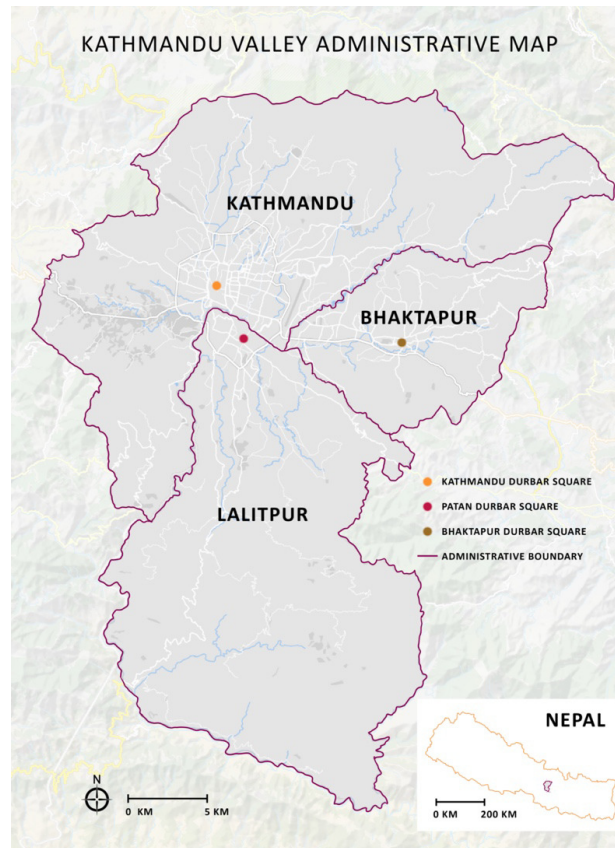 KATHMANDU VALLEY ADMINISTRATIVE MAP
KATHMANDU
BHAKTAPUR
LALITPUR
KATHMANDU DURBAR SQUARE
PATAN DURBAR SQUARE
BHAKTAPUR DURBAR SQUARE
ADMINISTRATIVE BOUNDARY
NEPAL
0 KM 200 KM
N
0 KM 5 KM